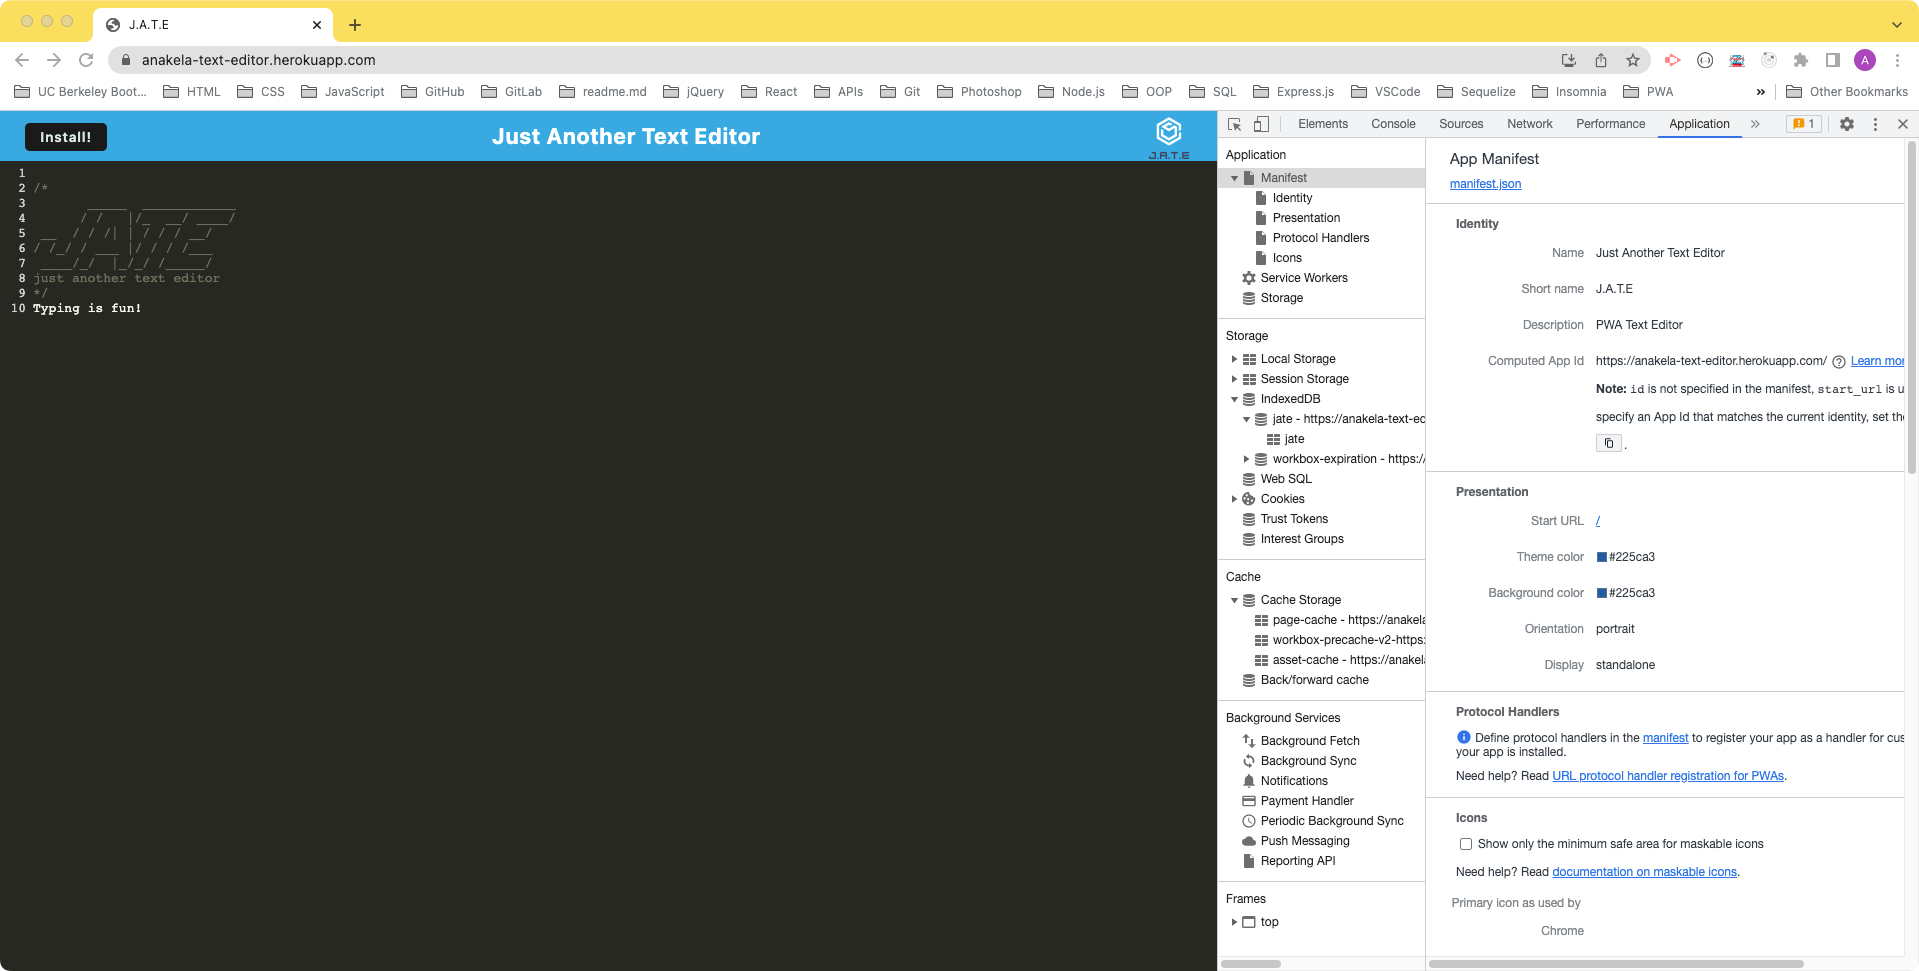 J.A.T.E
anakela-text-editor.herokuapp.com
A
UC Berkeley Boot... HTML CSS JavaScript GitHub GitLab readme.md jQuery React APIs Git Photoshop Node.js OOP SQL Express.js VSCode Sequelize Insomnia PWA » Other Bookmarks
Install!
Just Another Text Editor
J.A.T.E
1
2 /*
3 _____ ____________
4 / / |/_ __/ ____/
5 __ / / /| | / / / __/
6 / /_/ / ___ |/ / / /___
7 ____/_/ |_/_/ /_____/
8 just another text editor
9 */
10 Typing is fun!
Elements Console Sources Network Performance Application » 1
Application
Manifest
Identity
Presentation
Protocol Handlers
Icons
Service Workers
Storage
Storage
Local Storage
Session Storage
IndexedDB
jate - https://anakela-text-ec
jate
workbox-expiration - https:/
Web SQL
Cookies
Trust Tokens
Interest Groups
Cache
Cache Storage
page-cache - https://anakela
workbox-precache-v2-https:
asset-cache - https://anakel
Back/forward cache
Background Services
Background Fetch
Background Sync
Notifications
Payment Handler
Periodic Background Sync
Push Messaging
Reporting API
Frames
top
App Manifest
manifest.json
Identity
Name Just Another Text Editor
Short name J.A.T.E
Description PWA Text Editor
Computed App Id https://anakela-text-editor.herokuapp.com/ Learn mor
Note: id is not specified in the manifest, start_url is u
specify an App Id that matches the current identity, set th
.
Presentation
Start URL /
Theme color #225ca3
Background color #225ca3
Orientation portrait
Display standalone
Protocol Handlers
Define protocol handlers in the manifest to register your app as a handler for cus
your app is installed.
Need help? Read URL protocol handler registration for PWAs.
Icons
Show only the minimum safe area for maskable icons
Need help? Read documentation on maskable icons.
Primary icon as used by
Chrome